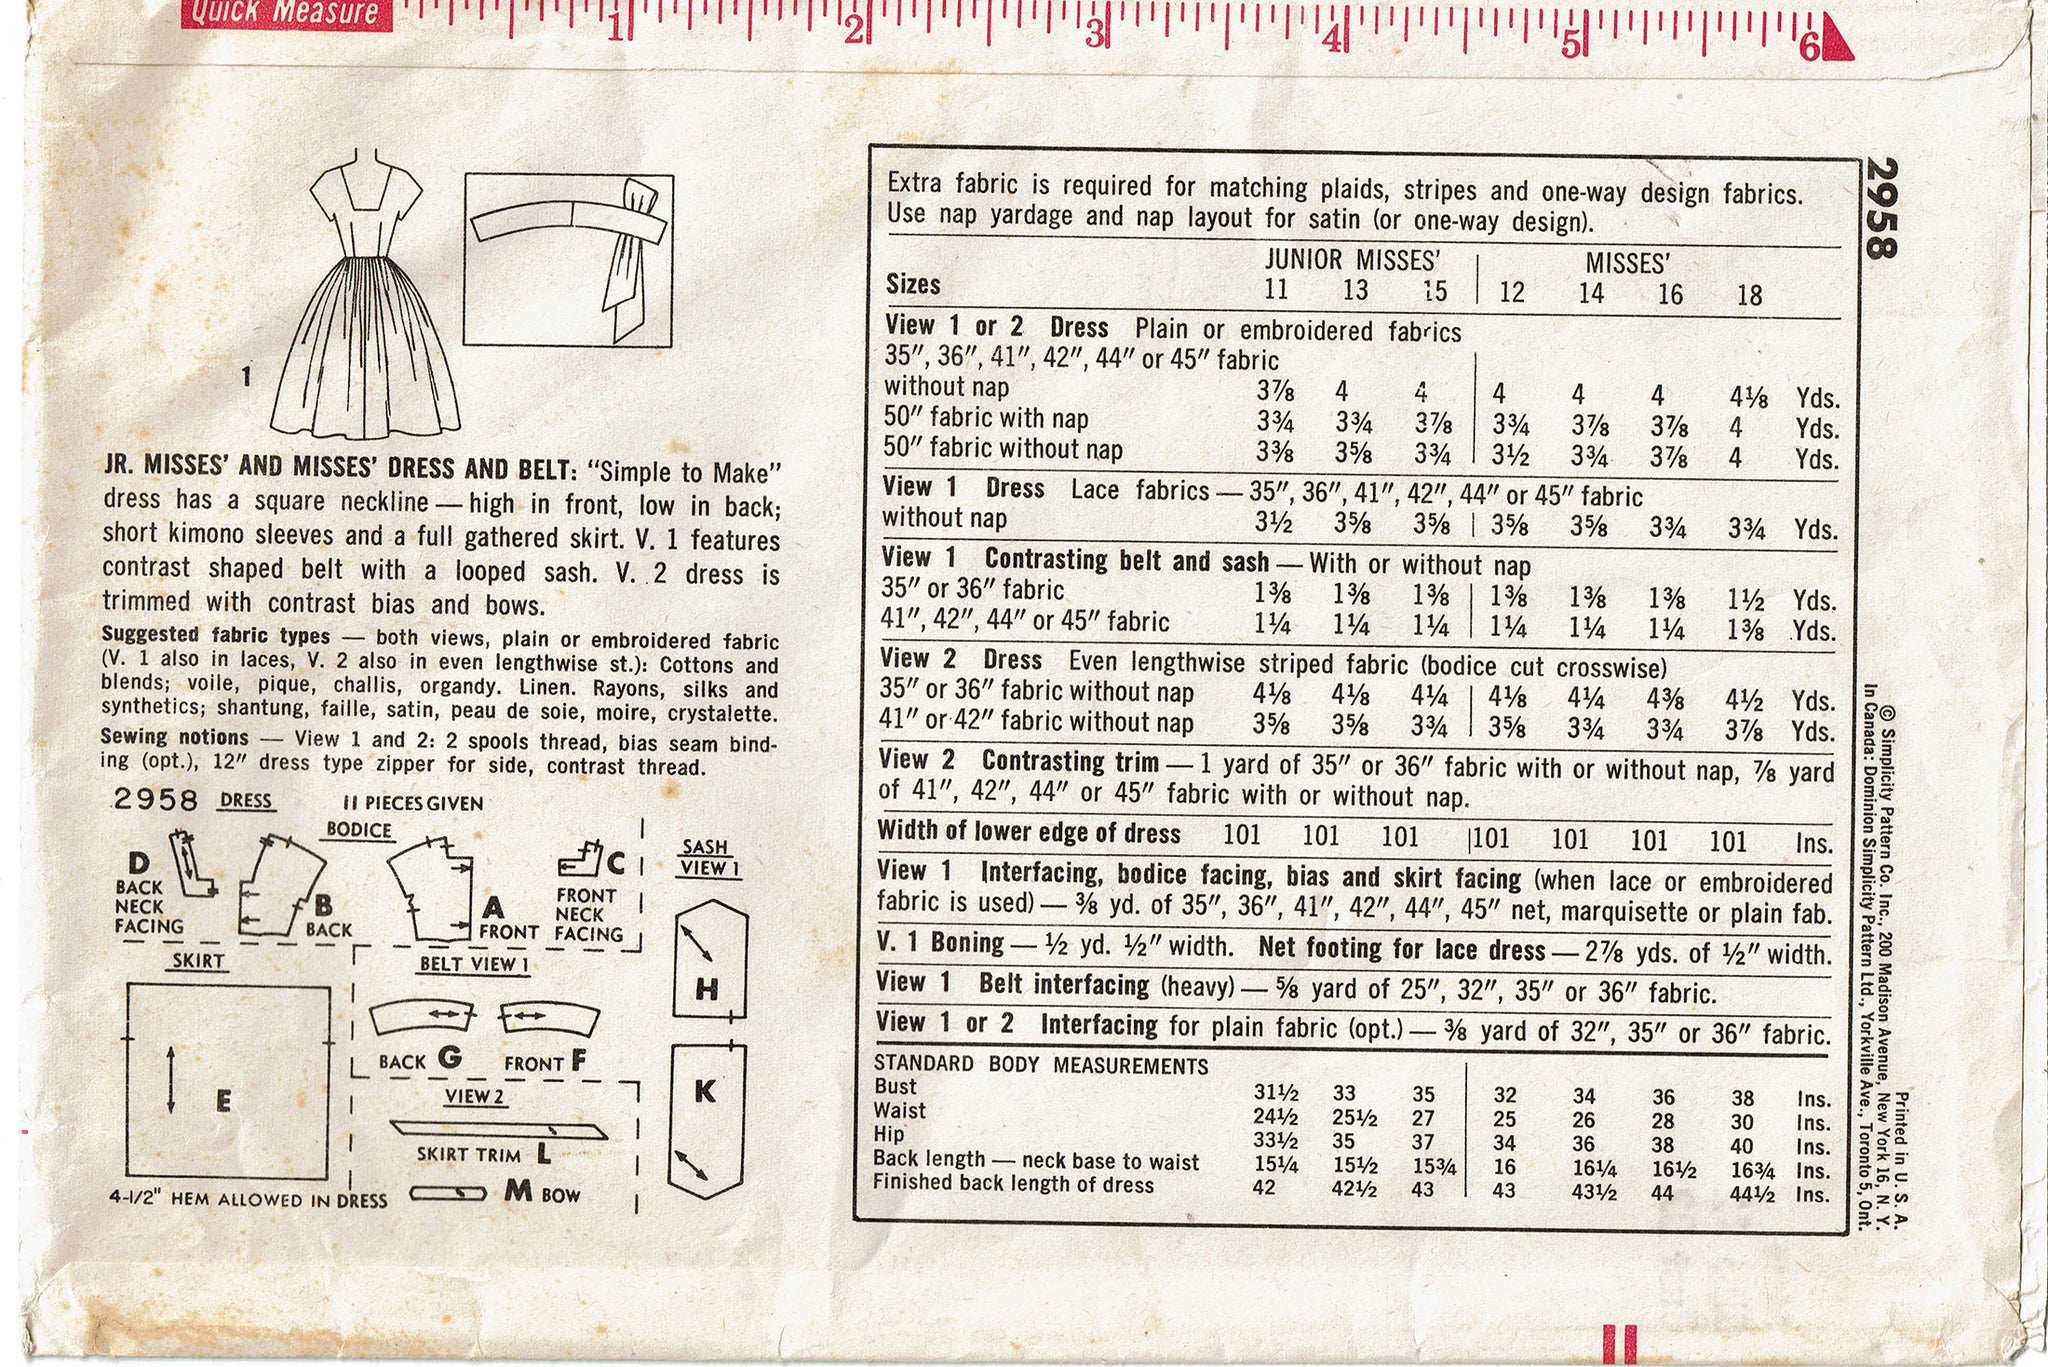 Quick Measure
1 2 3 4 5 6
1
JR. MISSES' AND MISSES' DRESS AND BELT: "Simple to Make"
dress has a square neckline — high in front, low in back;
short kimono sleeves and a full gathered skirt. V. 1 features
contrast shaped belt with a looped sash. V. 2 dress is
trimmed with contrast bias and bows.
Suggested fabric types — both views, plain or embroidered fabric
(V. 1 also in laces, V. 2 also in even lengthwise st.): Cottons and
blends; voile, pique, challis, organdy. Linen. Rayons, silks and
synthetics; shantung, faille, satin, peau de soie, moire, crystalette.
Sewing notions — View 1 and 2: 2 spools thread, bias seam bind-
ing (opt.), 12" dress type zipper for side, contrast thread.
2958 DRESS 11 PIECES GIVEN
BODICE
D
BACK
NECK
FACING
B
BACK
A
FRONT
C
FRONT
NECK
FACING
SASH
VIEW 1
H
K
SKIRT
E
4-1/2" HEM ALLOWED IN DRESS
BELT VIEW 1
BACK G FRONT F
VIEW 2
SKIRT TRIM L
M BOW
Extra fabric is required for matching plaids, stripes and one-way design fabrics.
Use nap yardage and nap layout for satin (or one-way design).
JUNIOR MISSES' MISSES'
Sizes 11 13 15 12 14 16 18
View 1 or 2 Dress Plain or embroidered fabrics
35", 36", 41", 42", 44" or 45" fabric
without nap 3⅞ 4 4 4 4 4 4⅛ Yds.
50" fabric with nap 3¾ 3¾ 3⅞ 3¾ 3⅞ 3⅞ 4 Yds.
50" fabric without nap 3⅜ 3⅝ 3¾ 3½ 3¾ 3⅞ 4 Yds.
View 1 Dress Lace fabrics — 35", 36", 41", 42", 44" or 45" fabric
without nap 3½ 3⅝ 3⅝ 3⅝ 3⅝ 3¾ 3¾ Yds.
View 1 Contrasting belt and sash — With or without nap
35" or 36" fabric 1⅜ 1⅜ 1⅜ 1⅜ 1⅜ 1⅜ 1½ Yds.
41", 42", 44" or 45" fabric 1¼ 1¼ 1¼ 1¼ 1¼ 1¼ 1⅜ Yds.
View 2 Dress Even lengthwise striped fabric (bodice cut crosswise)
35" or 36" fabric without nap 4⅛ 4⅛ 4¼ 4⅛ 4¼ 4⅜ 4½ Yds.
41" or 42" fabric without nap 3⅝ 3⅝ 3¾ 3⅝ 3¾ 3¾ 3⅞ Yds.
View 2 Contrasting trim — 1 yard of 35" or 36" fabric with or without nap, ⅞ yard
of 41", 42", 44" or 45" fabric with or without nap.
Width of lower edge of dress 101 101 101 101 101 101 101 Ins.
View 1 Interfacing, bodice facing, bias and skirt facing (when lace or embroidered
fabric is used) — ⅜ yd. of 35", 36", 41", 42", 44", 45" net, marquisette or plain fab.
V. 1 Boning — ½ yd. ½" width. Net footing for lace dress — 2⅞ yds. of ½" width.
View 1 Belt interfacing (heavy) — ⅝ yard of 25", 32", 35" or 36" fabric.
View 1 or 2 Interfacing for plain fabric (opt.) — ⅜ yard of 32", 35" or 36" fabric.
STANDARD BODY MEASUREMENTS
Bust 31½ 33 35 32 34 36 38 Ins.
Waist 24½ 25½ 27 25 26 28 30 Ins.
Hip 33½ 35 37 34 36 38 40 Ins.
Back length — neck base to waist 15¼ 15½ 15¾ 16 16¼ 16½ 16¾ Ins.
Finished back length of dress 42 42½ 43 43 43½ 44 44½ Ins.
2958
Printed in U. S. A.
© Simplicity Pattern Co. Inc., 200 Madison Avenue, New York 16, N. Y.
In Canada: Dominion Simplicity Pattern Ltd., Yorkville Ave., Toronto 5, Ont.